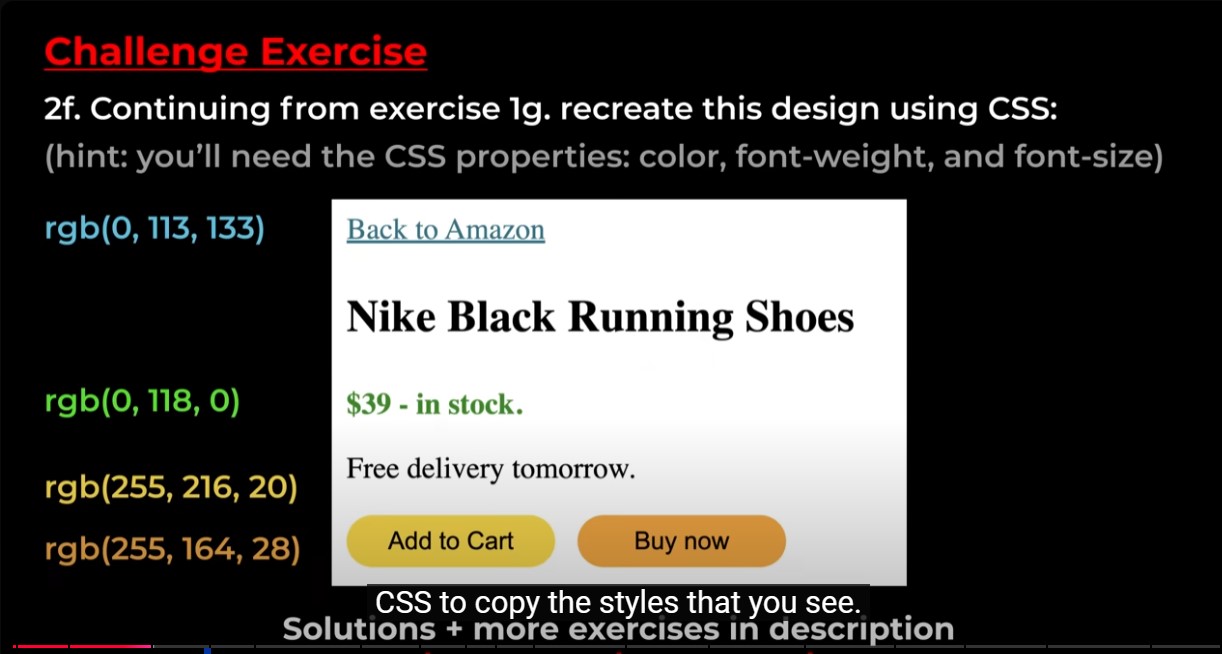 Challenge Exercise
2f. Continuing from exercise 1g. recreate this design using CSS:
(hint: you’ll need the CSS properties: color, font-weight, and font-size)
rgb(0, 113, 133)
Back to Amazon
Nike Black Running Shoes
rgb(0, 118, 0)
$39 - in stock.
Free delivery tomorrow.
rgb(255, 216, 20)
rgb(255, 164, 28)
Add to Cart
Buy now
CSS to copy the styles that you see.
Solutions + more exercises in description